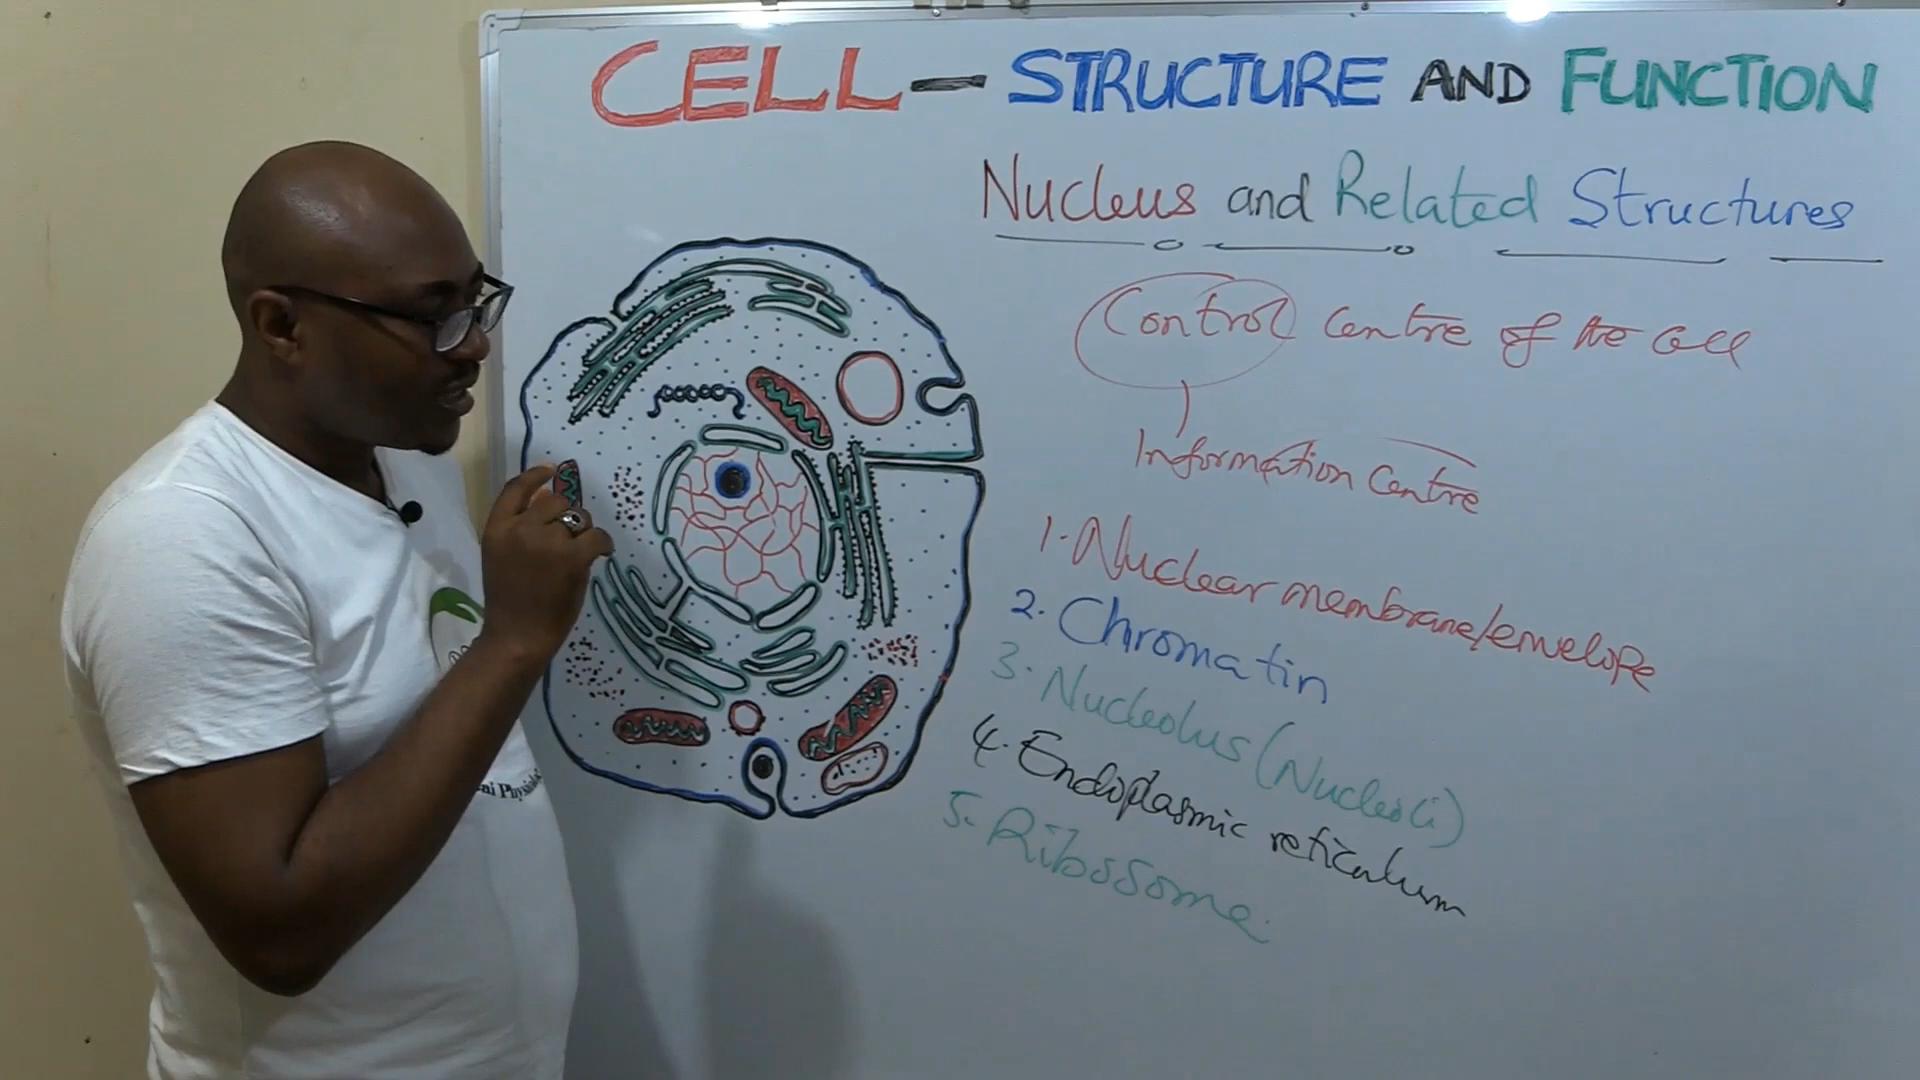 CELL - STRUCTURE AND FUNCTION
Nucleus and Related Structures
Control Centre of the Cell
Information Centre
1. Nuclear membrane/envelope
2. Chromatin
3. Nucleolus (Nucleoli)
4. Endoplasmic reticulum
5. Ribosome.